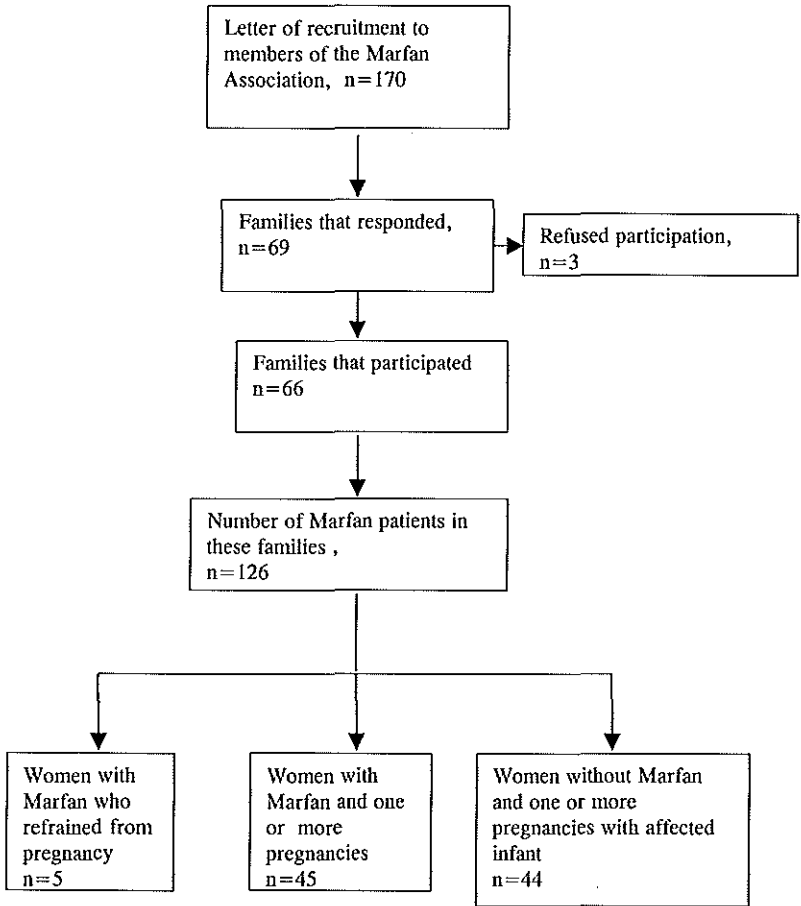 Letter of recruitment to
members of the Marfan
Association, n=170
Families that responded,
n=69
Refused participation,
n=3
Families that participated
n=66
Number of Marfan patients in
these families ,
n=126
Women with
Marfan who
refrained from
pregnancy
n=5
Women with
Marfan and one
or more
pregnancies
n=45
Women without Marfan
and one or more
pregnancies with affected
infant
n=44